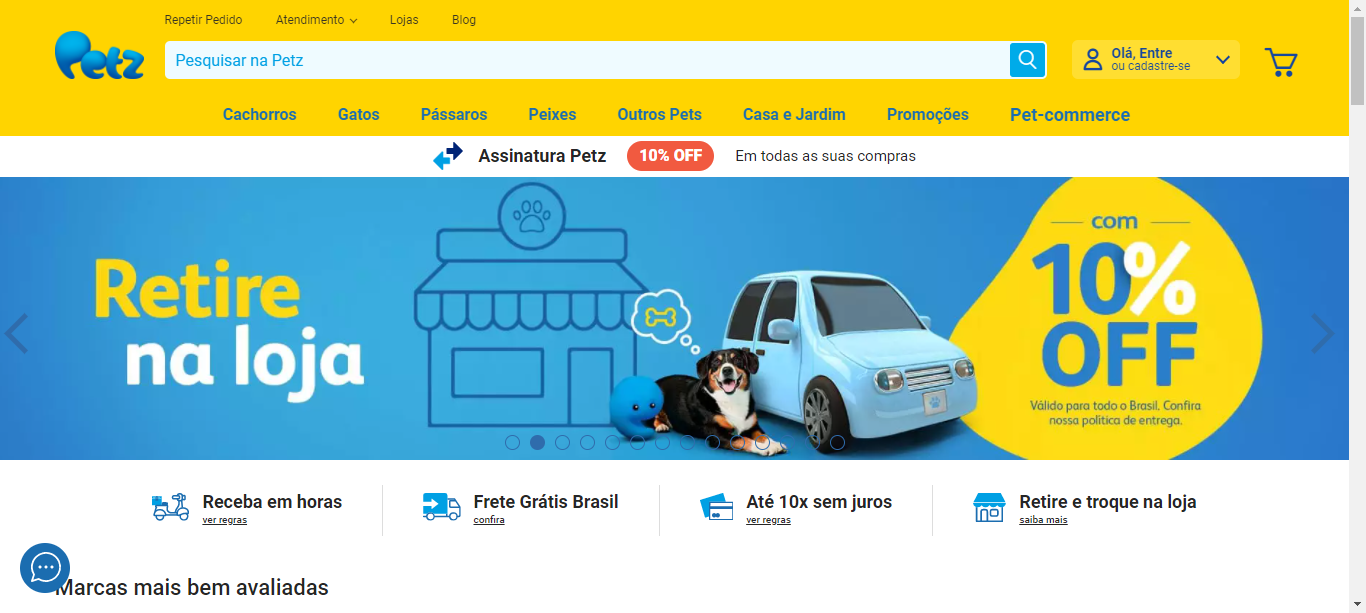 Repetir Pedido Atendimento Lojas Blog
Petz
Pesquisar na Petz
Olá, Entre
ou cadastre-se
Cachorros Gatos Pássaros Peixes Outros Pets Casa e Jardim Promoções Pet-commerce
Assinatura Petz 10% OFF Em todas as suas compras
Retire
na loja
com
10%
OFF
Válido para todo o Brasil. Confira
nossa política de entrega.
Receba em horas
ver regras
Frete Grátis Brasil
confira
Até 10x sem juros
ver regras
Retire e troque na loja
saiba mais
Marcas mais bem avaliadas